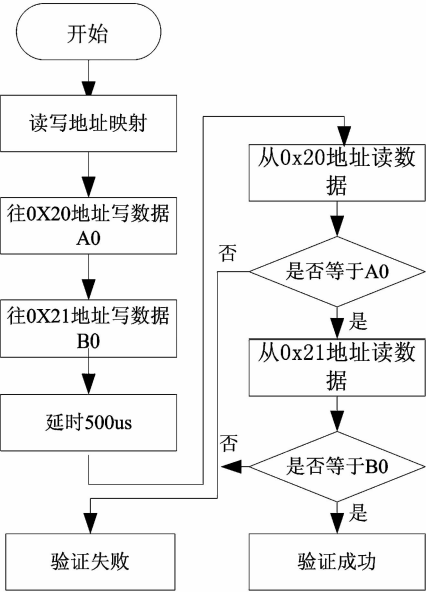 开始
读写地址映射
往0X20地址写数据
A0
往0X21地址写数据
B0
延时500us
验证失败
从0x20地址读数
据
否
是否等于A0
是
从0x21地址读数
据
否
是否等于B0
是
验证成功